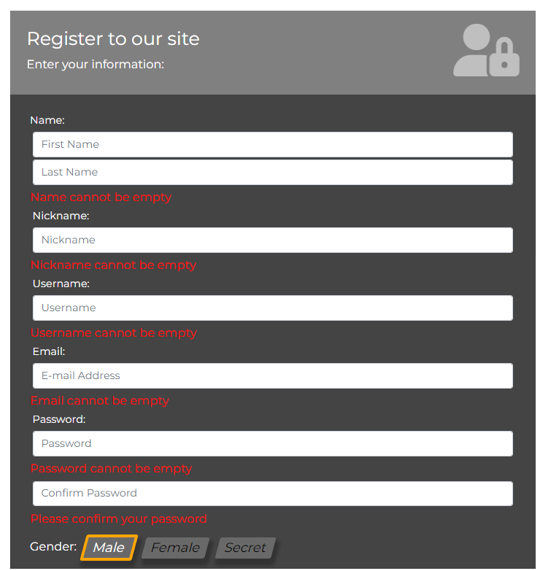 Register to our site
Enter your information:
Name:
First Name
Last Name
Name cannot be empty
Nickname:
Nickname
Nickname cannot be empty
Username:
Username
Username cannot be empty
Email:
E-mail Address
Email cannot be empty
Password:
Password
Password cannot be empty
Confirm Password
Please confirm your password
Gender: Male Female Secret